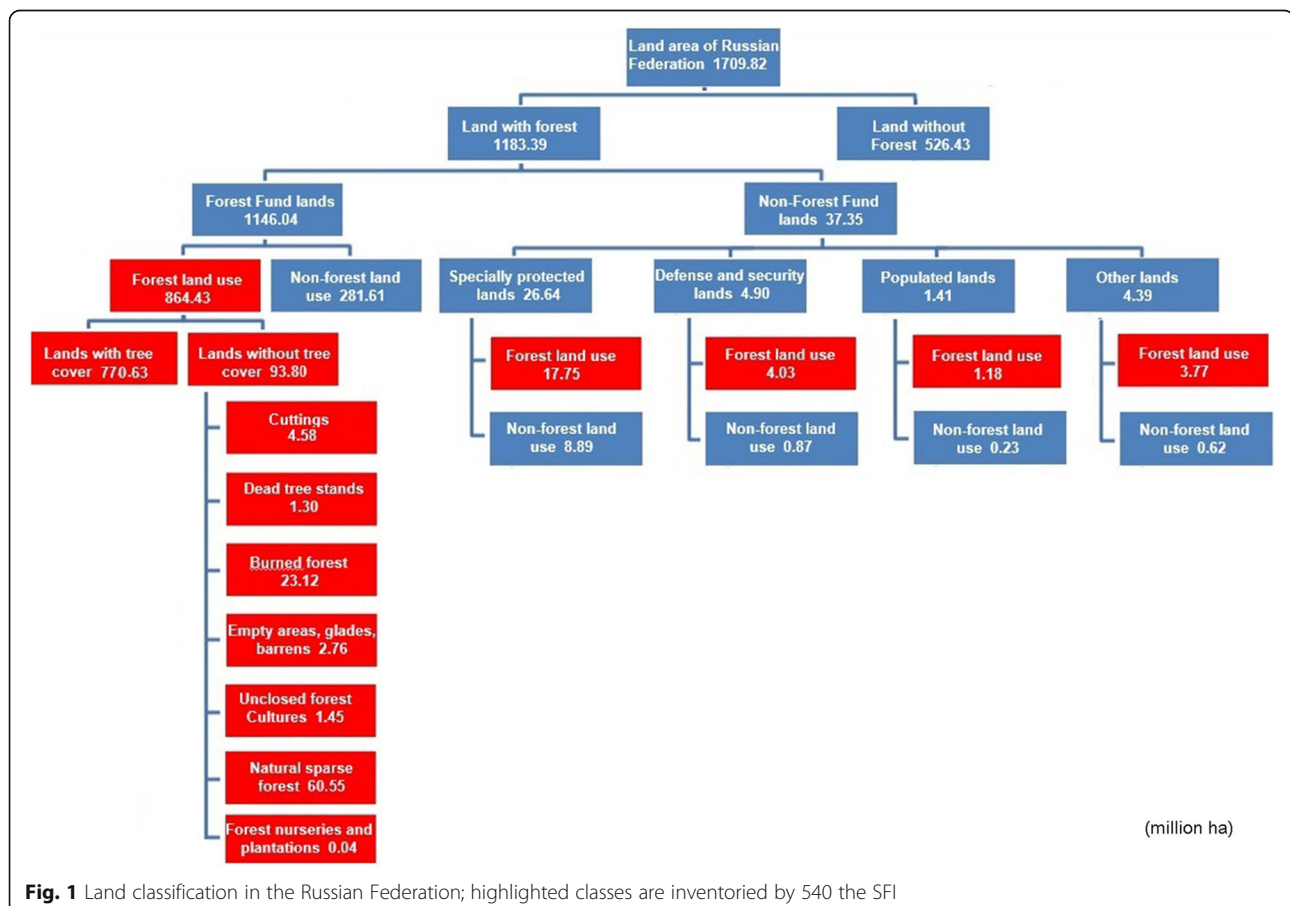 Land area of Russian
Federation 1709.82
Land with forest
1183.39
Land without
Forest 526.43
Forest Fund lands
1146.04
Non-Forest Fund
lands 37.35
Forest land use
864.43
Non-forest land
use 281.61
Specially protected
lands 26.64
Defense and security
lands 4.90
Populated lands
1.41
Other lands
4.39
Lands with tree
cover 770.63
Lands without tree
cover 93.80
Forest land use
17.75
Forest land use
4.03
Forest land use
1.18
Forest land use
3.77
Non-forest land
use 8.89
Non-forest land
use 0.87
Non-forest land
use 0.23
Non-forest land
use 0.62
Cuttings
4.58
Dead tree stands
1.30
Burned forest
23.12
Empty areas, glades,
barrens 2.76
Unclosed forest
Cultures 1.45
Natural sparse
forest 60.55
Forest nurseries and
plantations 0.04
(million ha)
Fig. 1 Land classification in the Russian Federation; highlighted classes are inventoried by 540 the SFI